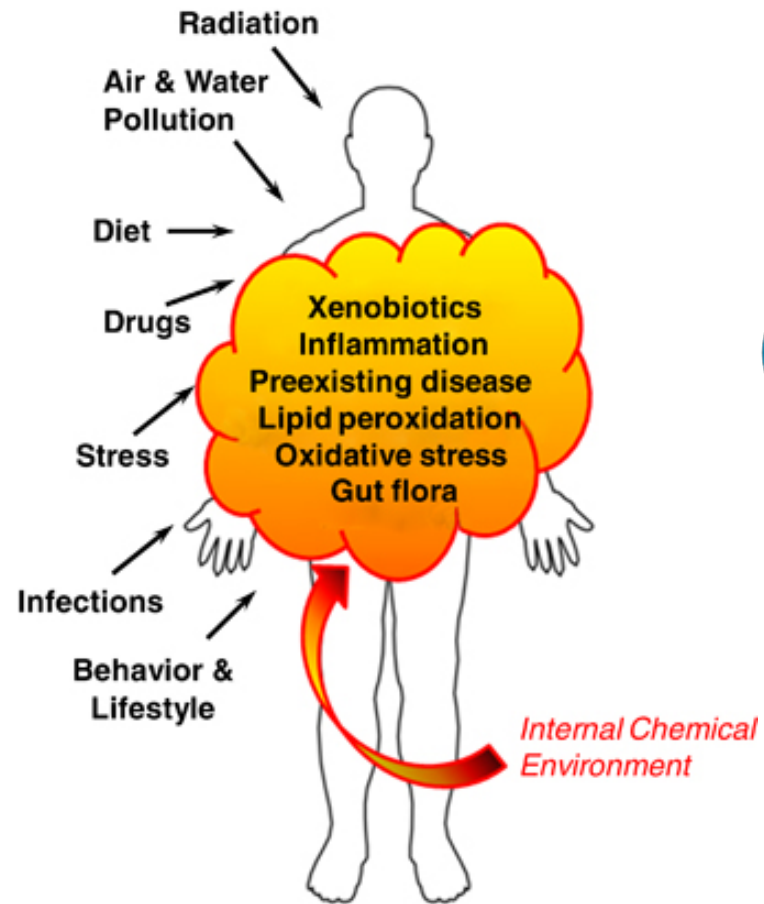 Radiation
Air & Water
Pollution
Diet
Drugs
Stress
Infections
Behavior &
Lifestyle
Xenobiotics
Inflammation
Preexisting disease
Lipid peroxidation
Oxidative stress
Gut flora
Internal Chemical
Environment